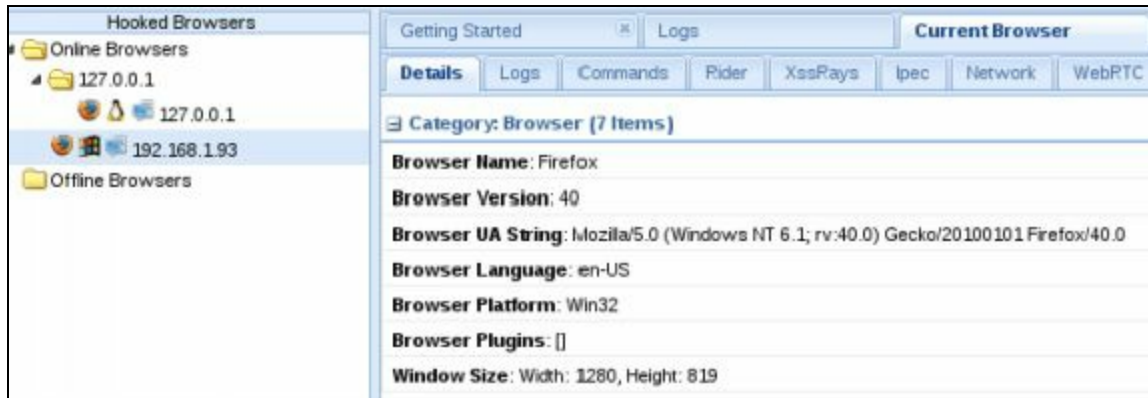 Hooked Browsers
Online Browsers
127.0.0.1
127.0.0.1
192.168.1.93
Offline Browsers
Getting Started
Logs
Current Browser
Details
Logs
Commands
Rider
XssRays
Ipec
Network
WebRTC
Category: Browser (7 Items)
Browser Name: Firefox
Browser Version: 40
Browser UA String: Mozilla/5.0 (Windows NT 6.1; rv:40.0) Gecko/20100101 Firefox/40.0
Browser Language: en-US
Browser Platform: Win32
Browser Plugins: []
Window Size: Width: 1280, Height: 819